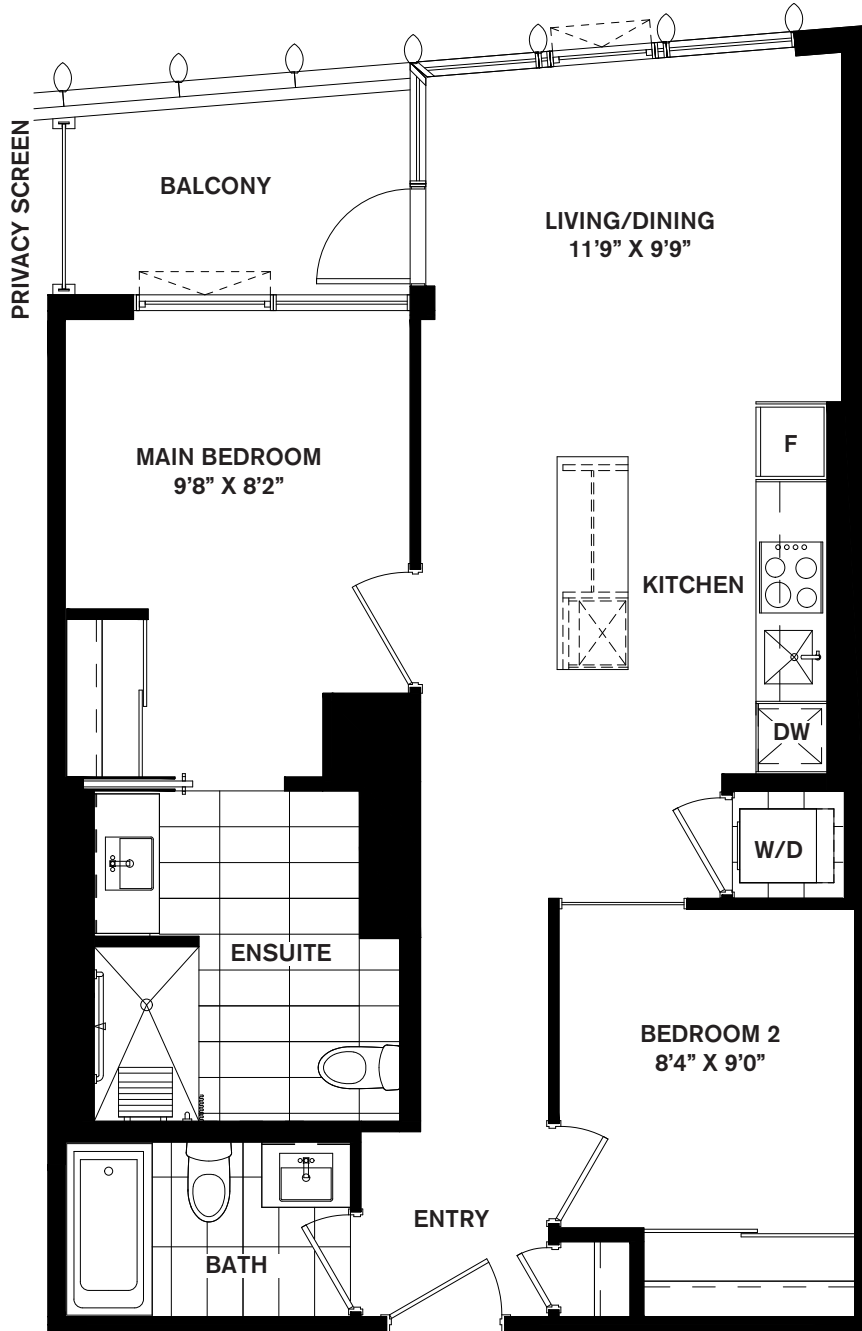 PRIVACY SCREEN
BALCONY
LIVING/DINING
11’9” X 9’9”
MAIN BEDROOM
9’8” X 8’2”
F
KITCHEN
DW
W/D
ENSUITE
BEDROOM 2
8’4” X 9’0”
ENTRY
BATH